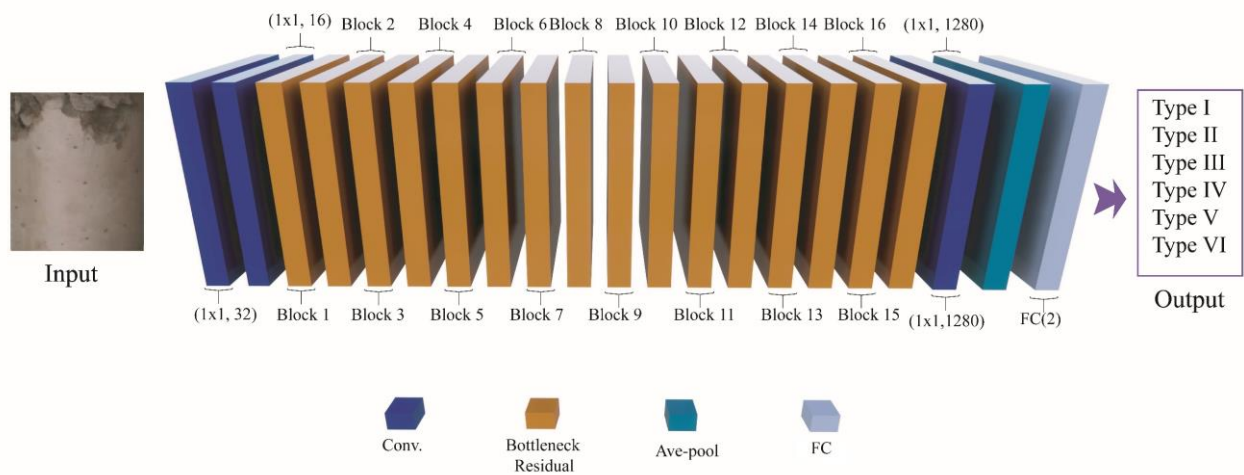 (1x1, 16) Block 2 Block 4 Block 6 Block 8 Block 10 Block 12 Block 14 Block 16 (1x1, 1280)
Type I
Type II
Type III
Type IV
Type V
Type VI
Input
Output
(1x1, 32) Block 1 Block 3 Block 5 Block 7 Block 9 Block 11 Block 13 Block 15 (1x1,1280) FC(2)
Conv.
Bottleneck
Residual
Ave-pool
FC